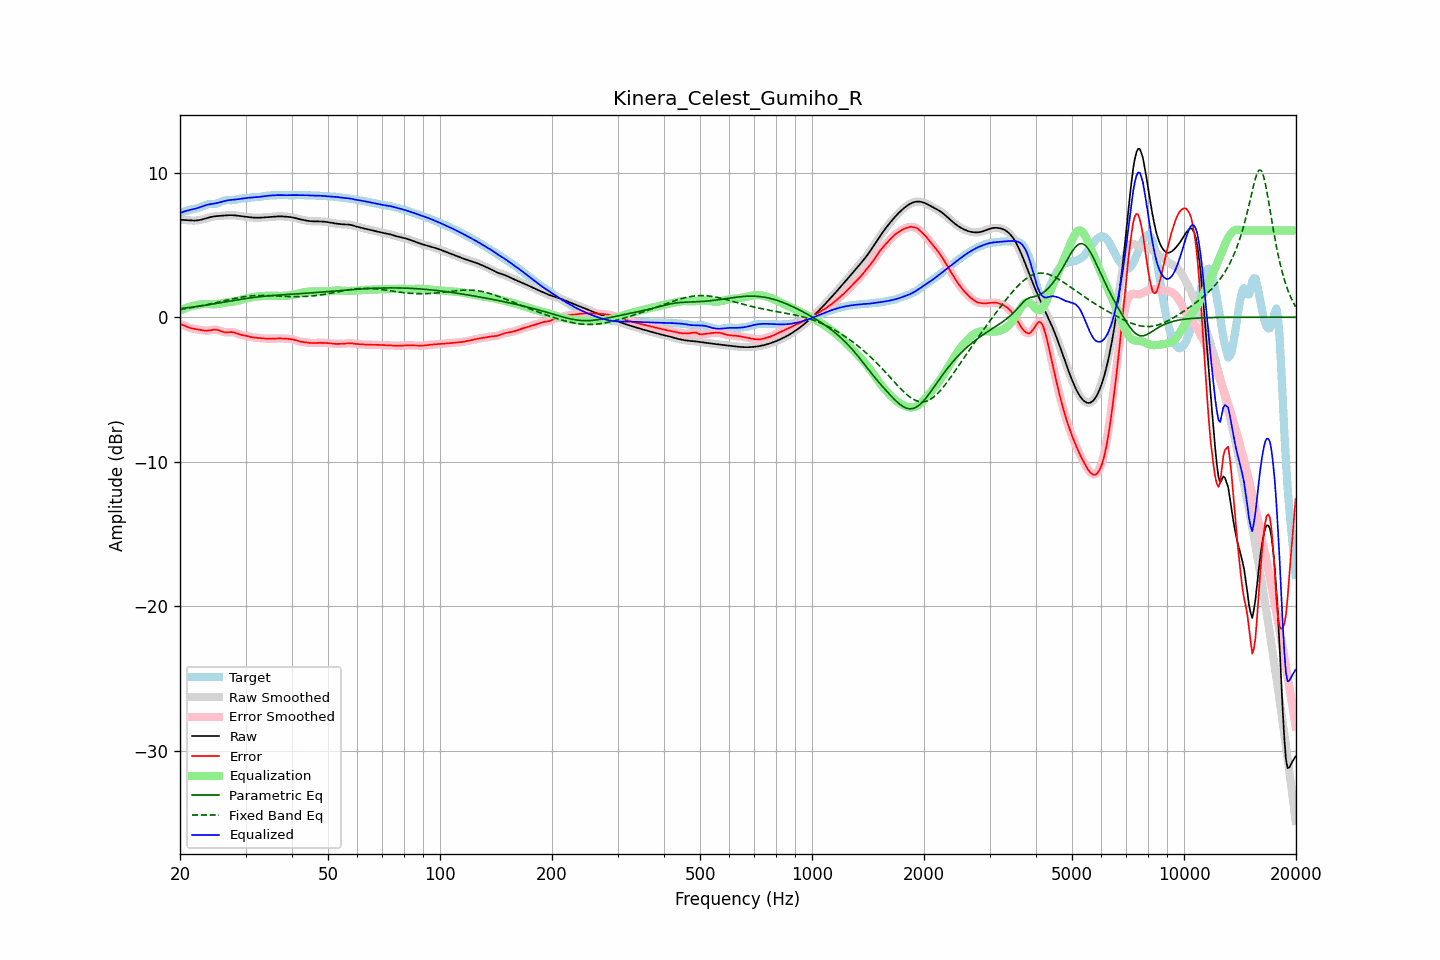 Kinera_Celest_Gumiho_R
10
0
−10
−20
−30
Amplitude (dBr)
Target
Raw Smoothed
Error Smoothed
Raw
Error
Equalization
Parametric Eq
Fixed Band Eq
Equalized
20 50 100 200 500 1000 2000 5000 10000 20000
Frequency (Hz)